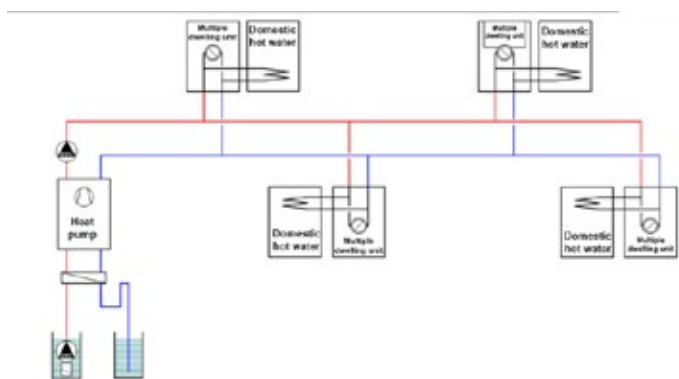 Multiple
dwelling unit
Domestic
hot water
Multiple
dwelling unit
Domestic
hot water
Heat
pump
Domestic
hot water
Multiple
dwelling unit
Domestic
hot water
Multiple
dwelling unit